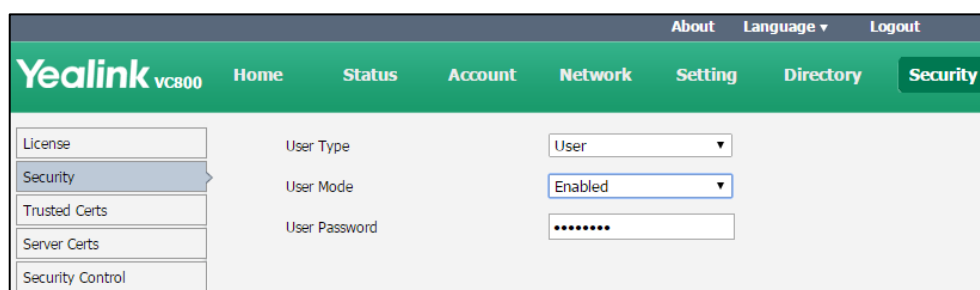 About Language ▾ Logout
Yealink VC800 Home Status Account Network Setting Directory Security
License
User Type User ▼
Security
User Mode Enabled ▼
Trusted Certs
User Password ••••••••
Server Certs
Security Control